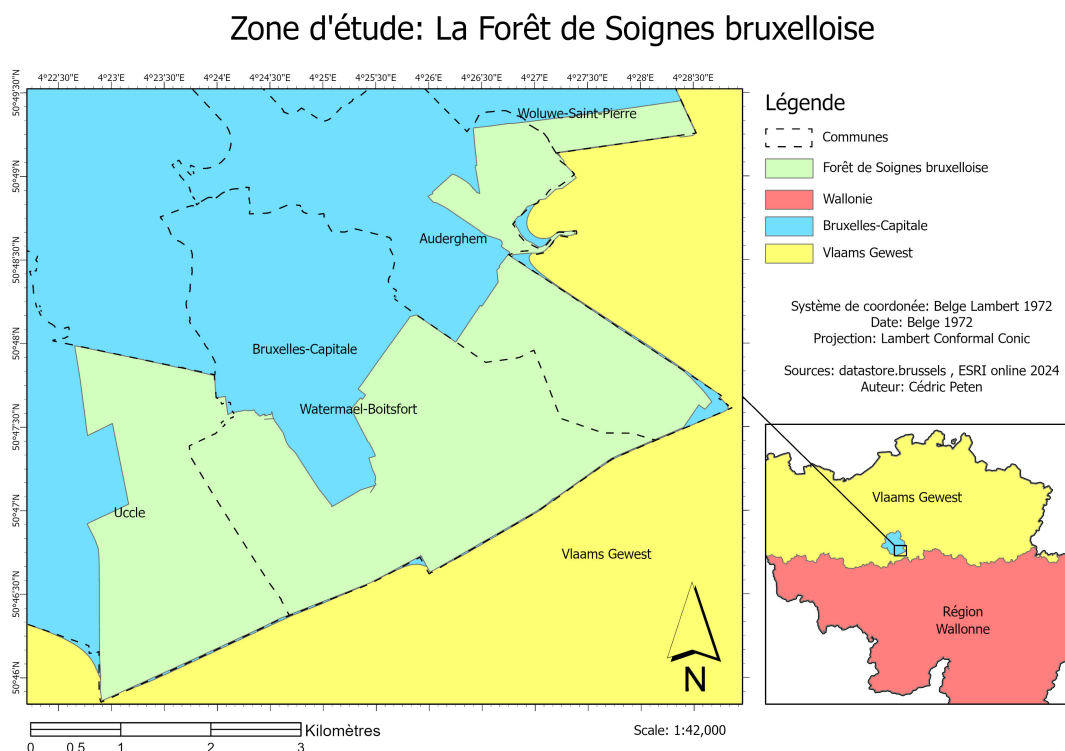 Zone d'étude: La Forêt de Soignes bruxelloise
4°22'30"E 4°23'E 4°23'30"E 4°24'E 4°24'30"E 4°25'E 4°25'30"E 4°26'E 4°26'30"E 4°27'E 4°27'30"E 4°28'E 4°28'30"E
50°49'30"N
50°49'N
50°48'30"N
50°48'N
50°47'30"N
50°47'N
50°46'30"N
50°46'N
Woluwe-Saint-Pierre
Auderghem
Bruxelles-Capitale
Watermael-Boitsfort
Uccle
Vlaams Gewest
N
Légende
Communes
Forêt de Soignes bruxelloise
Wallonie
Bruxelles-Capitale
Vlaams Gewest
Système de coordonée: Belge Lambert 1972
Date: Belge 1972
Projection: Lambert Conformal Conic
Sources: datastore.brussels , ESRI online 2024
Auteur: Cédric Peten
Vlaams Gewest
Région
Wallonne
Kilomètres
0 0.5 1 2 3
Scale: 1:42,000